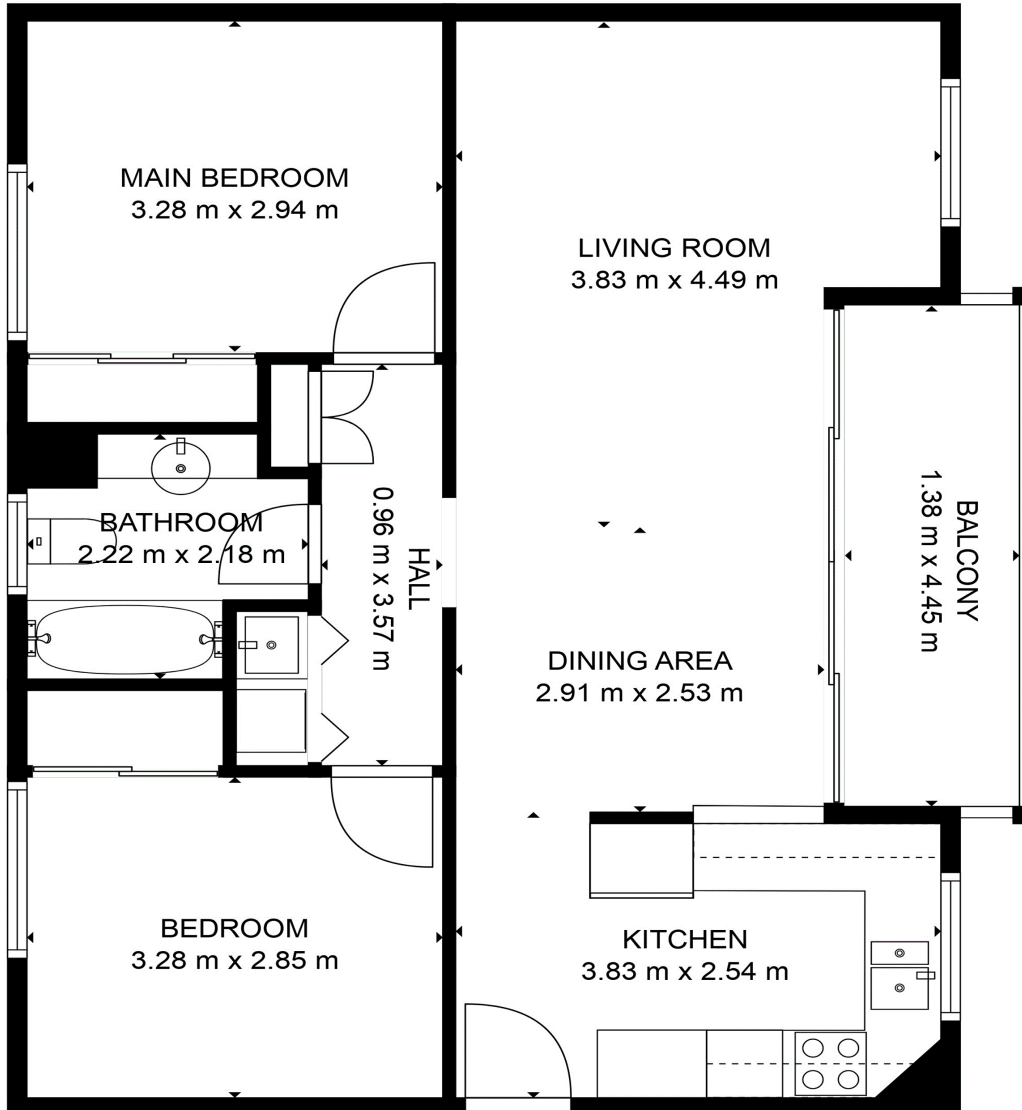 MAIN BEDROOM
3.28 m x 2.94 m
LIVING ROOM
3.83 m x 4.49 m
BATHROOM
2.22 m x 2.18 m
HALL
0.96 m x 3.57 m
BALCONY
1.38 m x 4.45 m
DINING AREA
2.91 m x 2.53 m
BEDROOM
3.28 m x 2.85 m
KITCHEN
3.83 m x 2.54 m